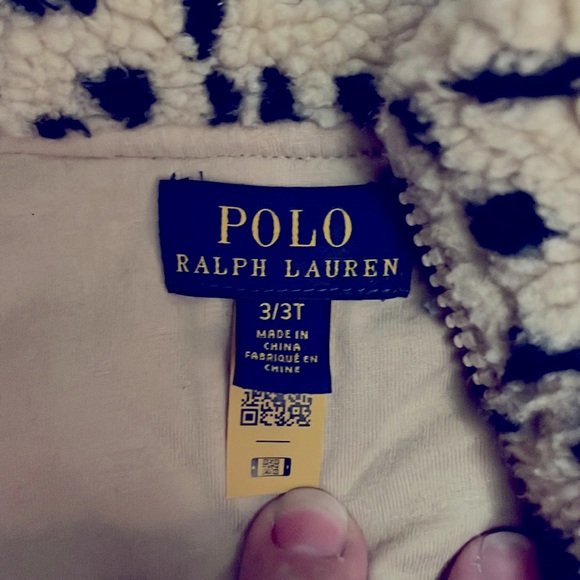 POLO
RALPH LAUREN
3/3T
MADE IN
CHINA
FABRIQUÉ EN
CHINE